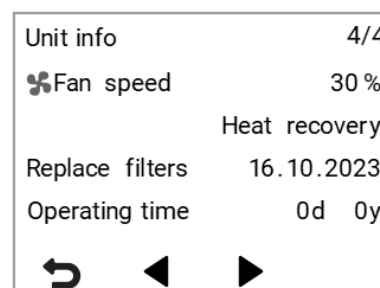 Unit info 4/4
Fan speed 30 %
Heat recovery
Replace filters 16.10.2023
Operating time 0d 0y